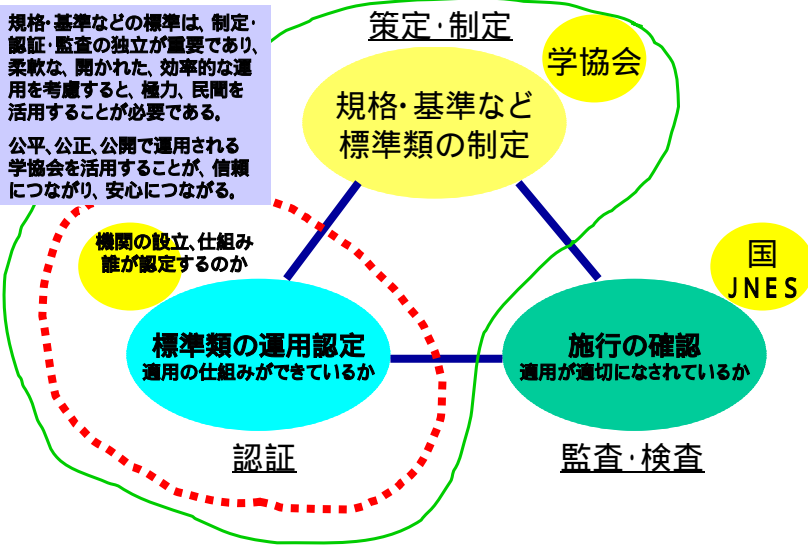 規格・基準などの標準は、制定・
認証・監査の独立が重要であり、
柔軟な、開かれた、効率的な運
用を考慮すると、極力、民間を
活用することが必要である。
公平、公正、公開で運用される
学協会を活用することが、信頼
につながり、安心につながる。
策定・制定
学協会
規格・基準など
標準類の制定
機関の設立、仕組み
誰が認定するのか
国
JNES
標準類の運用認定
適用の仕組みができているか
施行の確認
適用が適切になされているか
認証
監査・検査